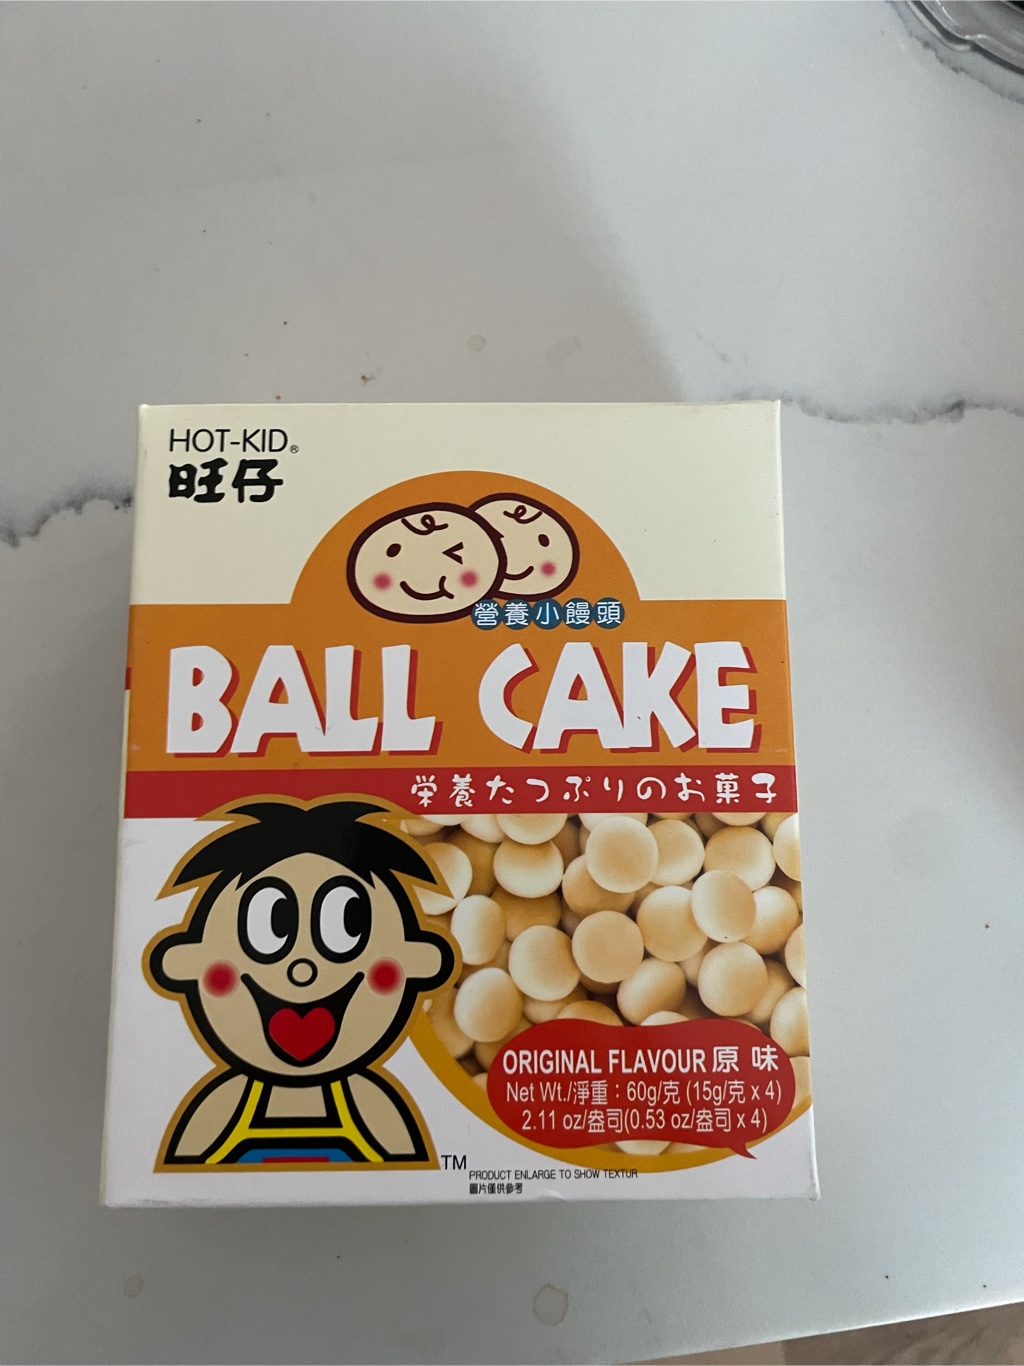 HOT-KID®
旺仔
營養小饅頭
BALL CAKE
栄養たつぷりのお菓子
ORIGINAL FLAVOUR 原 味
Net Wt./淨重：60g/克 (15g/克 x 4)
2.11 oz/盎司(0.53 oz/盎司 x 4)
TM
PRODUCT ENLARGE TO SHOW TEXTUR
圖片僅供參考